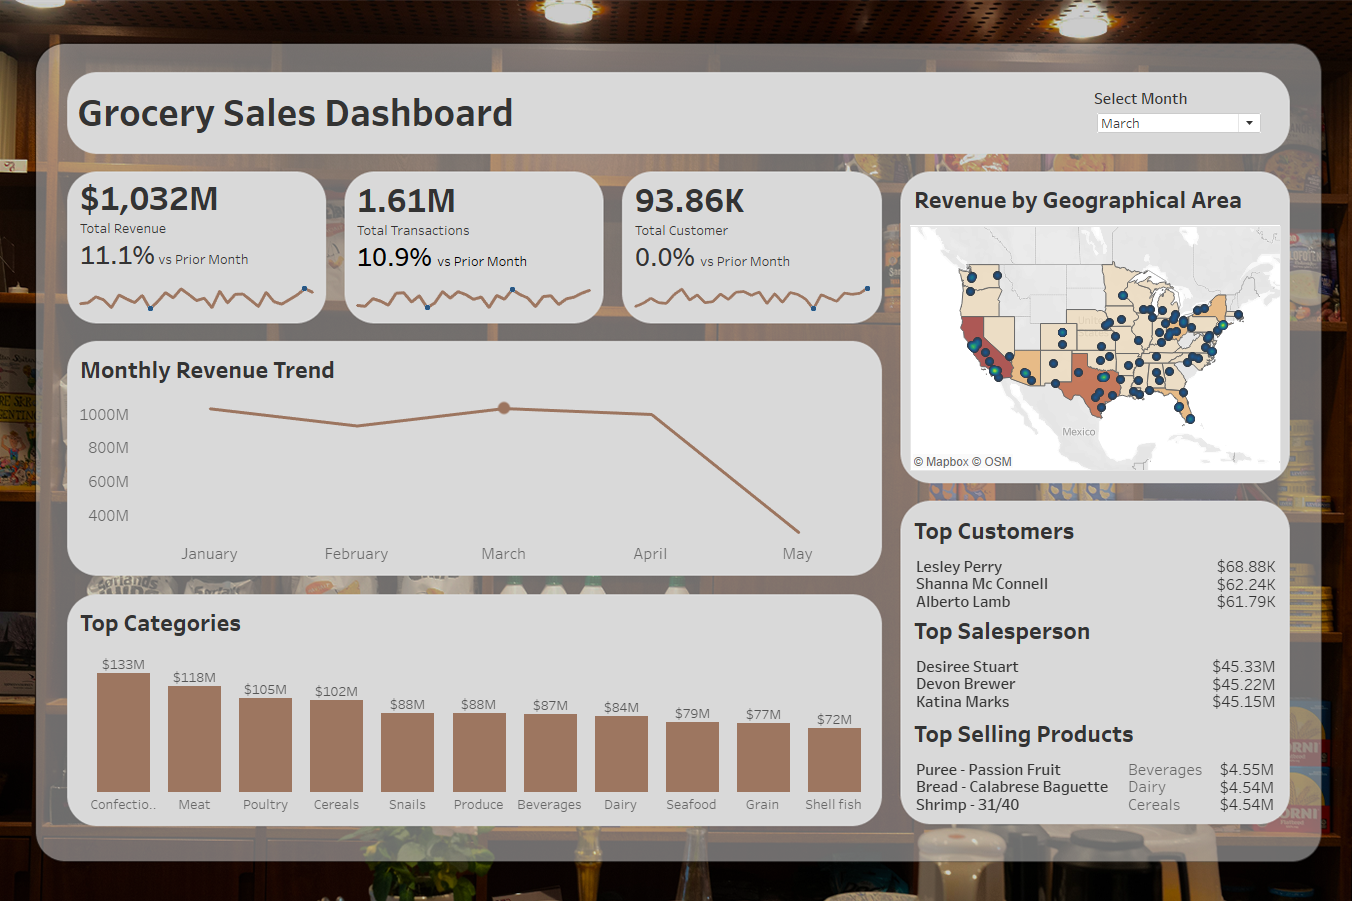 Grocery Sales Dashboard
Select Month
March
$1,032M
Total Revenue
11.1% vs Prior Month
1.61M
Total Transactions
10.9% vs Prior Month
93.86K
Total Customer
0.0% vs Prior Month
Revenue by Geographical Area
Mexico
© Mapbox © OSM
Monthly Revenue Trend
1000M
800M
600M
400M
January February March April May
Top Categories
$133M $118M $105M $102M $88M $88M $87M $84M $79M $77M $72M
Confectio.. Meat Poultry Cereals Snails Produce Beverages Dairy Seafood Grain Shell fish
Top Customers
Lesley Perry $68.88K
Shanna Mc Connell $62.24K
Alberto Lamb $61.79K
Top Salesperson
Desiree Stuart $45.33M
Devon Brewer $45.22M
Katina Marks $45.15M
Top Selling Products
Puree - Passion Fruit Beverages $4.55M
Bread - Calabrese Baguette Dairy $4.54M
Shrimp - 31/40 Cereals $4.54M